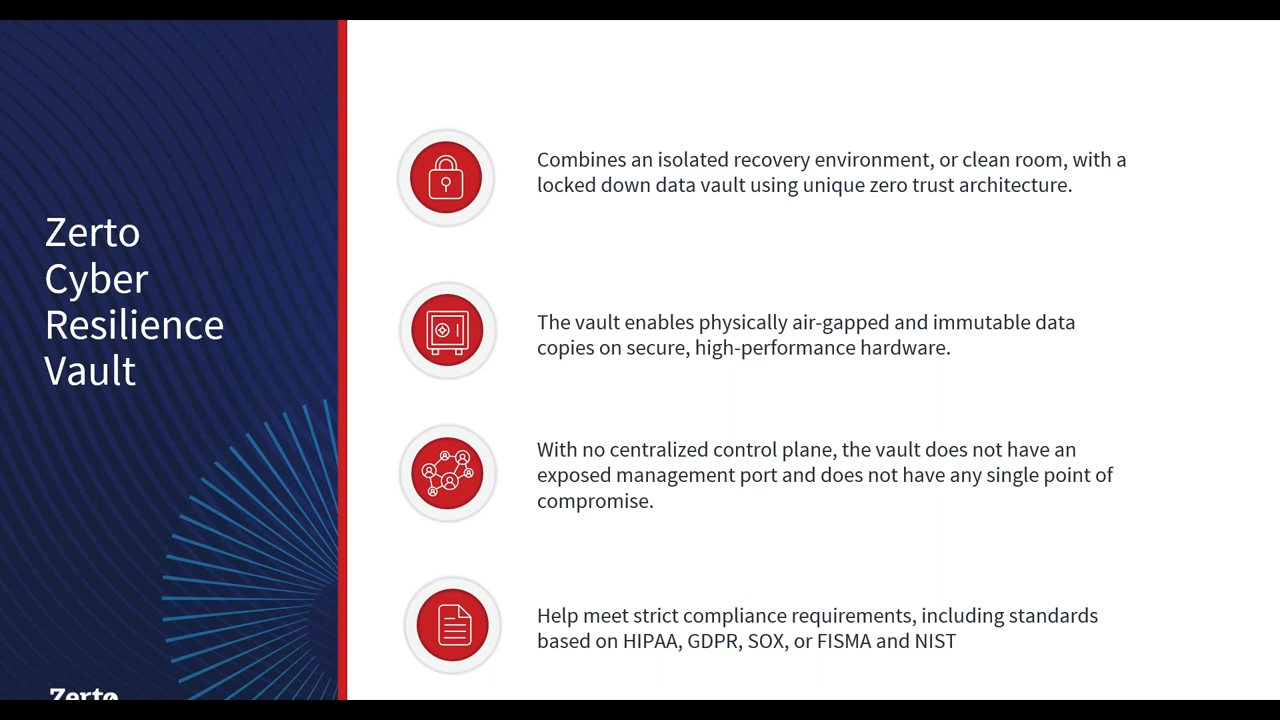 Zerto
Cyber
Resilience
Vault
Combines an isolated recovery environment, or clean room, with a
locked down data vault using unique zero trust architecture.
The vault enables physically air-gapped and immutable data
copies on secure, high-performance hardware.
With no centralized control plane, the vault does not have an
exposed management port and does not have any single point of
compromise.
Help meet strict compliance requirements, including standards
based on HIPAA, GDPR, SOX, or FISMA and NIST
Zerto